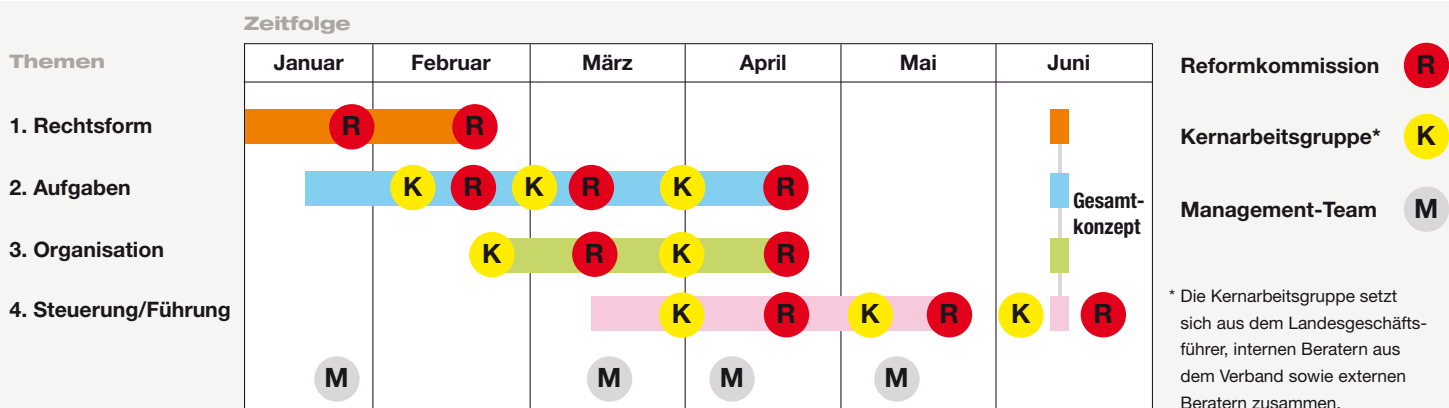 Zeitfolge
Themen
Januar Februar März April Mai Juni
Reformkommission R
1. Rechtsform R R
Kernarbeitsgruppe* K
2. Aufgaben K R K R K R
Gesamt-
konzept
Management-Team M
3. Organisation K R K R
4. Steuerung/Führung K R K R K R
M M M M
* Die Kernarbeitsgruppe setzt
sich aus dem Landesgeschäfts-
führer, internen Beratern aus
dem Verband sowie externen
Beratern zusammen.